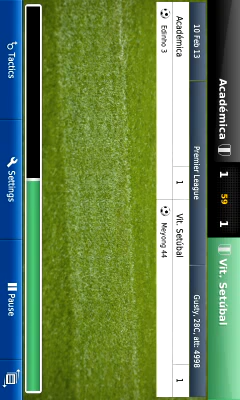 Académica 1 59 1 Vit. Setúbal
10 Feb 13 Premier League Gusty, 28C, att: 4998
Académica 1 Vit. Setúbal 1
Edinho 3 Meyong 44
Tactics Settings Pause